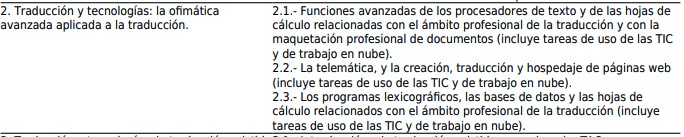 2. Traducción y tecnologías: la ofimática
avanzada aplicada a la traducción.
2.1.- Funciones avanzadas de los procesadores de texto y de las hojas de
cálculo relacionadas con el ámbito profesional de la traducción y con la
maquetación profesional de documentos (incluye tareas de uso de las TIC
y de trabajo en nube).
2.2.- La telemática, y la creación, traducción y hospedaje de páginas web
(incluye tareas de uso de las TIC y de trabajo en nube).
2.3.- Los programas lexicográficos, las bases de datos y las hojas de
cálculo relacionados con el ámbito profesional de la traducción (incluye
tareas de uso de las TIC y de trabajo en nube).